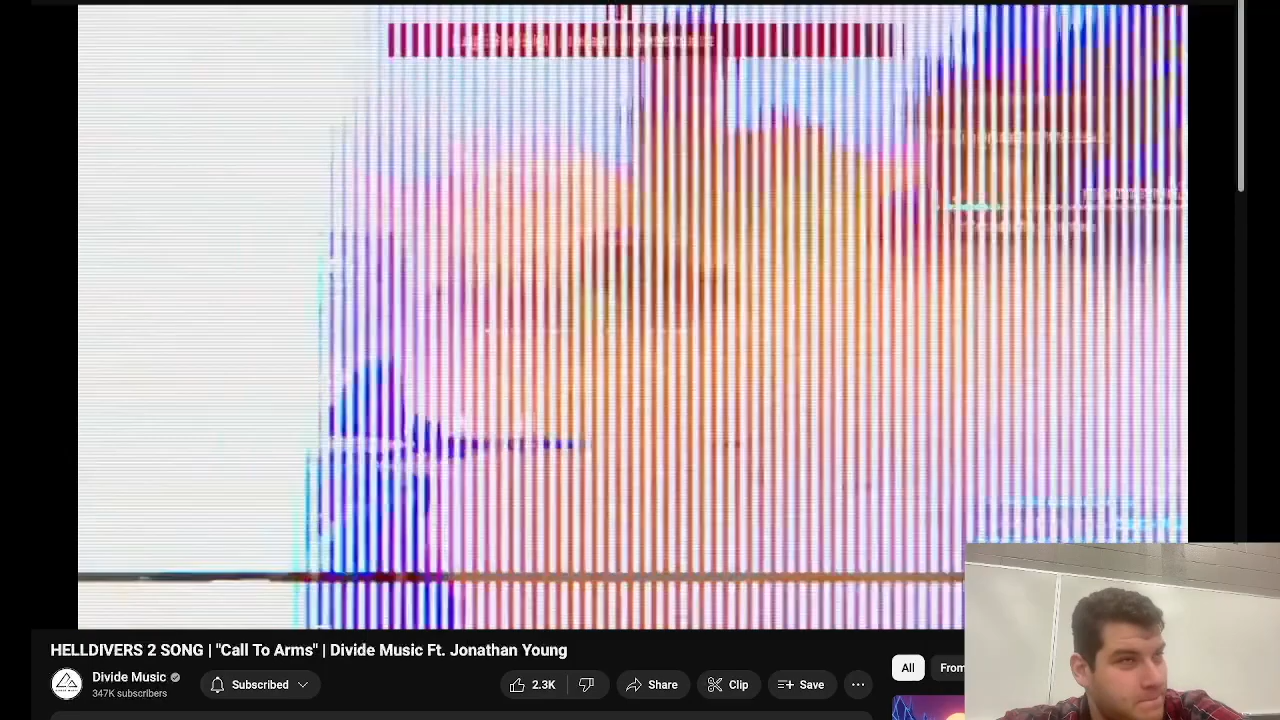 HELLDIVERS 2 SONG | "Call To Arms" | Divide Music Ft. Jonathan Young
Divide Music
347K subscribers
Subscribed
2.3K
Share
Clip
Save
All
From